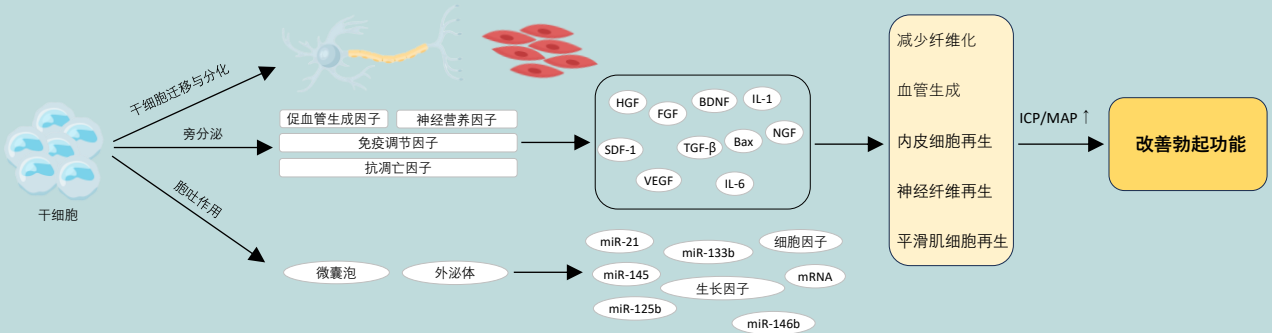 干细胞
干细胞迁移与分化
旁分泌
胞吐作用
促血管生成因子
神经营养因子
免疫调节因子
抗凋亡因子
HGF
FGF
BDNF
IL-1
SDF-1
TGF-β
Bax
NGF
VEGF
IL-6
微囊泡
外泌体
miR-21
miR-133b
细胞因子
miR-145
生长因子
mRNA
miR-125b
miR-146b
减少纤维化
血管生成
内皮细胞再生
神经纤维再生
平滑肌细胞再生
ICP/MAP ↑
改善勃起功能